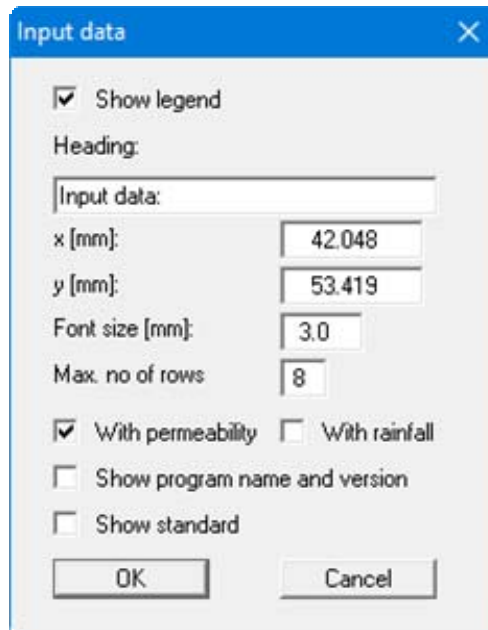 Input data
Show legend
Heading:
Input data:
x [mm]: 42.048
y [mm]: 53.419
Font size [mm]: 3.0
Max. no of rows 8
With permeability With rainfall
Show program name and version
Show standard
OK Cancel